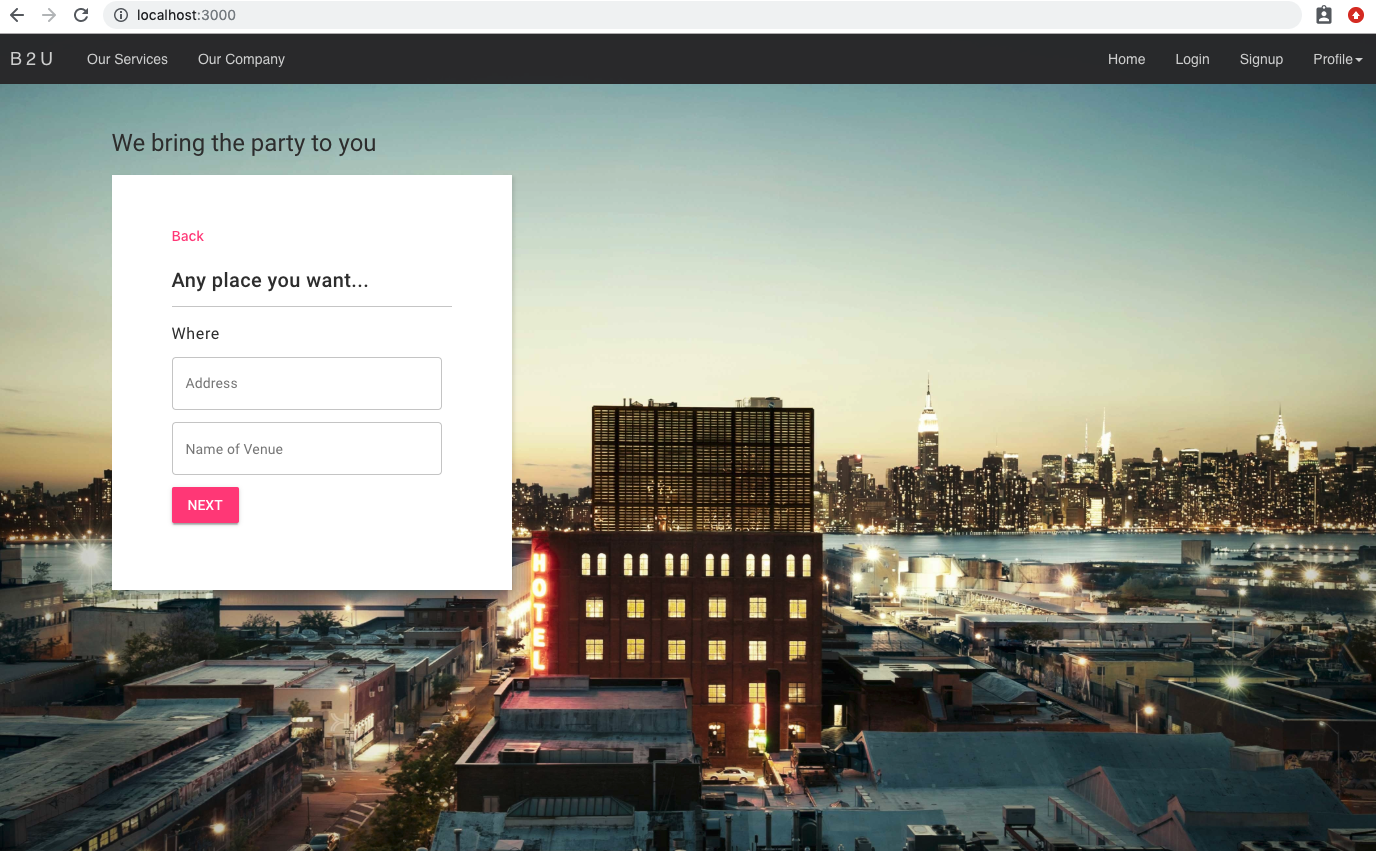 localhost:3000
B2U Our Services Our Company Home Login Signup Profile
We bring the party to you
Back
Any place you want...
Where
Address
Name of Venue
NEXT
HOTEL